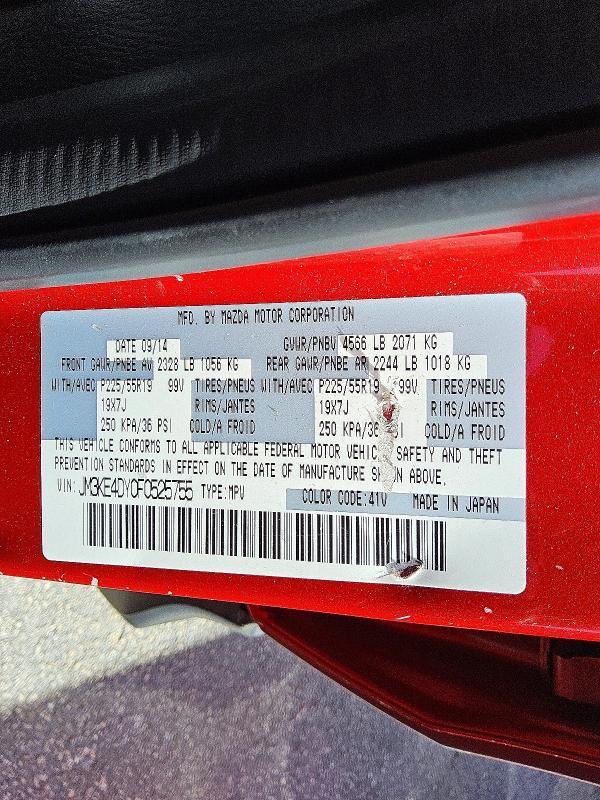 MFD. BY MAZDA MOTOR CORPORATION
DATE 09/14 GVWR/PNBV 4566 LB 2071 KG
FRONT GAWR/PNBE AV 2328 LB 1056 KG REAR GAWR/PNBE AR 2244 LB 1018 KG
WITH/AVEC P225/55R19 99V TIRES/PNEUS WITH/AVEC P225/55R19 99V TIRES/PNEUS
19X7J RIMS/JANTES 19X7J RIMS/JANTES
250 KPA/36 PSI COLD/A FROID 250 KPA/36 SI COLD/A FROID
THIS VEHICLE CONFORMS TO ALL APPLICABLE FEDERAL MOTOR VEHIC SAFETY AND THEFT
PREVENTION STANDARDS IN EFFECT ON THE DATE OF MANUFACTURE SH WN ABOVE.
VIN: JM3KE4DY0F0525755 TYPE:MPV COLOR CODE:41V MADE IN JAPAN